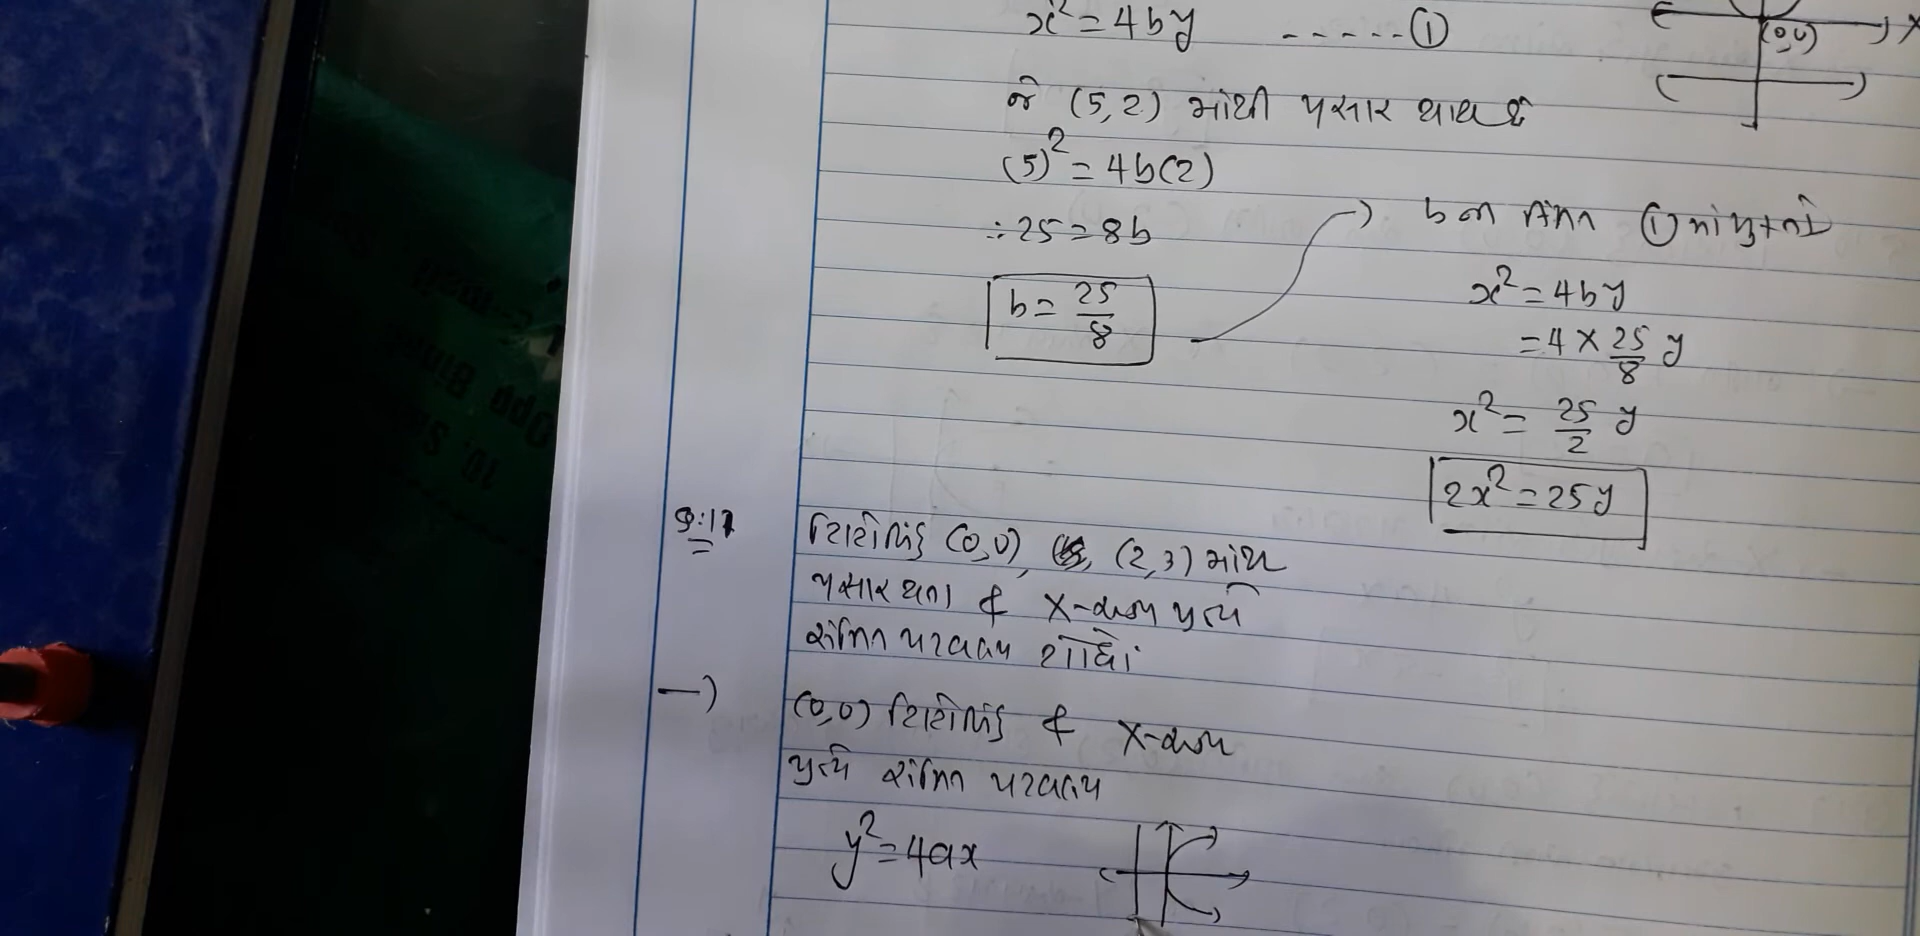 x² = 4by ------ ①
(0,0) X
જે (5,2) માંથી પસાર થાય છે
(5)² = 4b(2)
∴ 25 = 8b
b = 25/8
→ b ની કિંમત ① માં મુકતાં
x² = 4by
= 4 × 25/8 y
x² = 25/2 y
2x² = 25y
Q:17
શિરોબિંદુ (0,0), (2,3) માંથી
પસાર થતા & X-અક્ષ પ્રત્યે
સંમિત પરવલય શોધો.
→ (0,0) શિરોબિંદુ & X-અક્ષ
પ્રત્યે સંમિત પરવલય
y² = 4ax